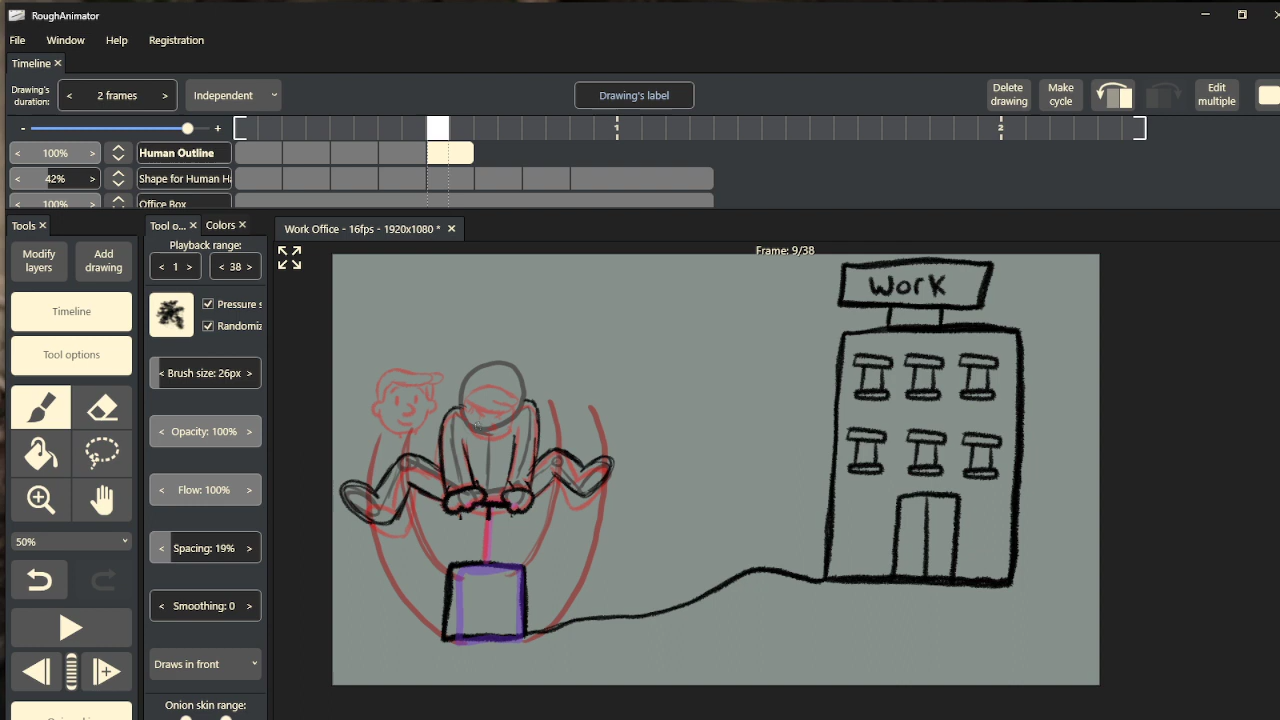 RoughAnimator
File Window Help Registration
Timeline
Drawing's duration:
< 2 frames >
Independent
Drawing's label
Delete drawing
Make cycle
Edit multiple
- +
1
2
< 100% > Human Outline
< 42% > Shape for Human Ha
< 100% > Office Box
Tools
Tool o...
Colors
Work Office - 16fps - 1920x1080 *
Modify layers
Add drawing
Timeline
Tool options
50%
Playback range:
< 1 > < 38 >
Pressure s
Randomiz
< Brush size: 26px >
< Opacity: 100% >
< Flow: 100% >
< Spacing: 19% >
< Smoothing: 0 >
Draws in front
Onion skin range:
Frame: 9/38
Work